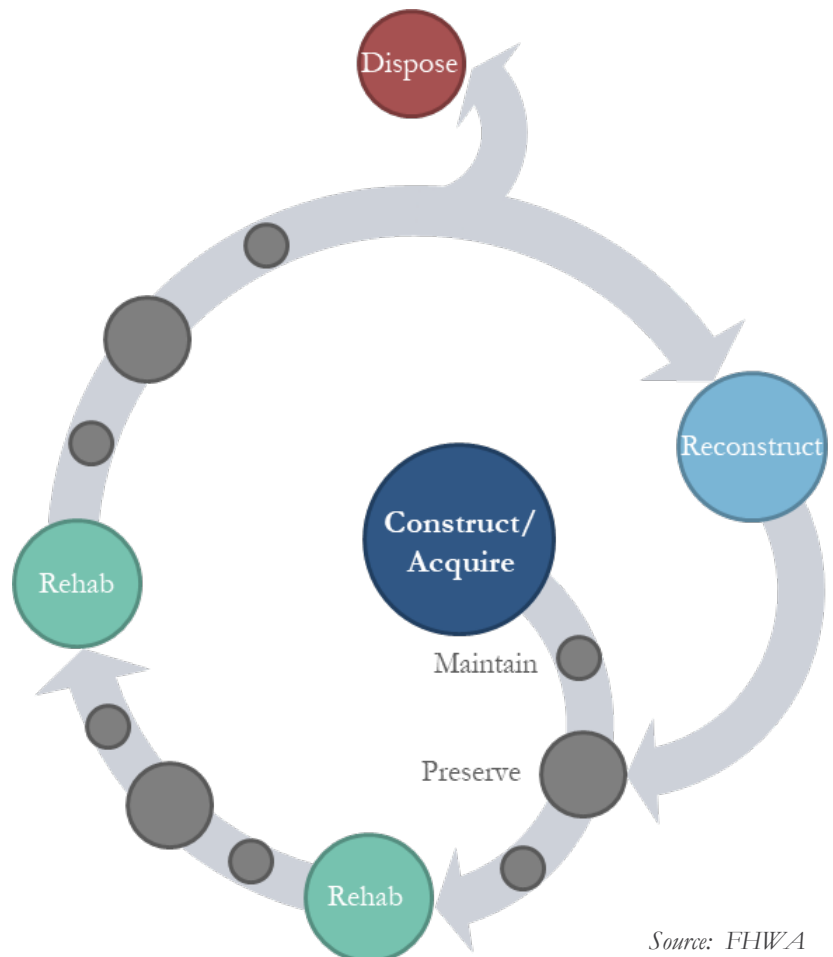 Dispose
Reconstruct
Construct/
Acquire
Rehab
Maintain
Preserve
Rehab
Source: FHWA